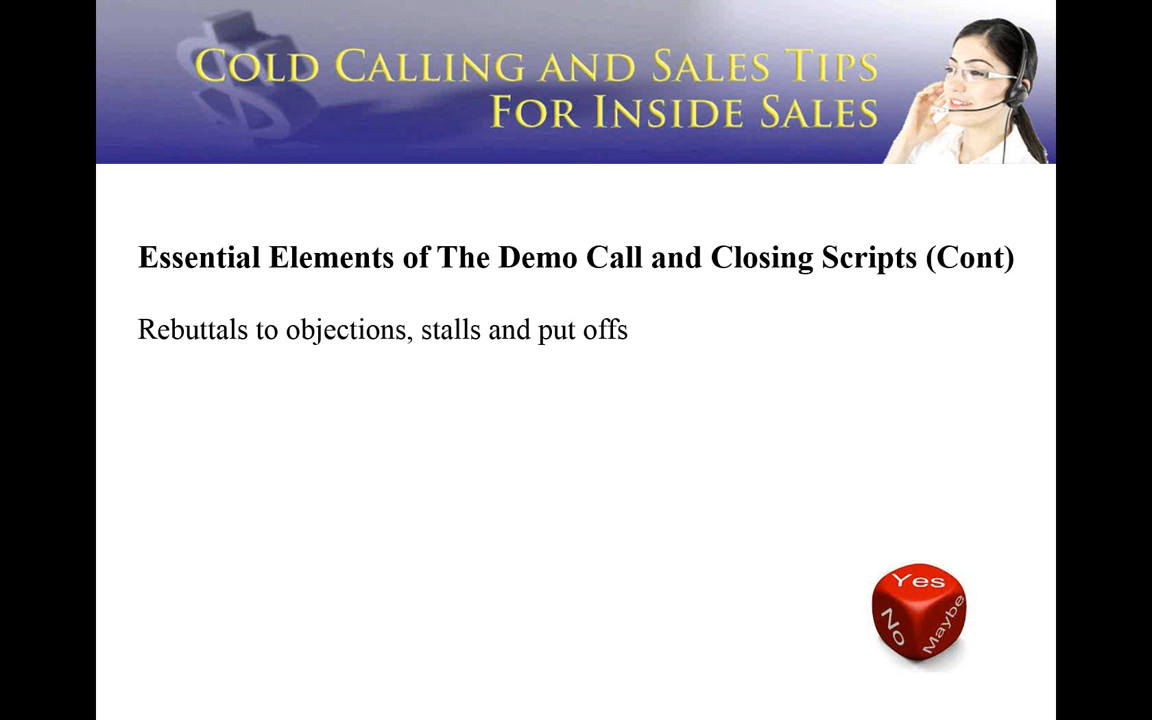 COLD CALLING AND SALES TIPS
FOR INSIDE SALES
Essential Elements of The Demo Call and Closing Scripts (Cont)
Rebuttals to objections, stalls and put offs
Yes
No
Maybe